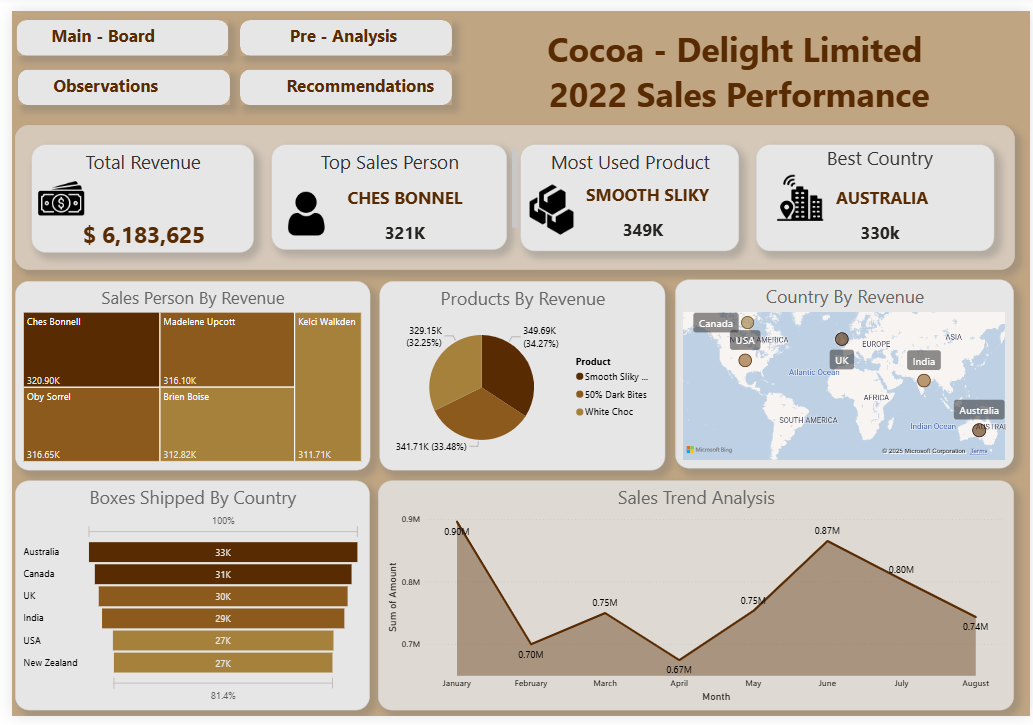 Main - Board
Pre - Analysis
Observations
Recommendations
Cocoa - Delight Limited
2022 Sales Performance
Total Revenue
$ 6,183,625
Top Sales Person
CHES BONNEL
321K
Most Used Product
SMOOTH SLIKY
349K
Best Country
AUSTRALIA
330k
Sales Person By Revenue
Ches Bonnell
320.90K
Madelene Upcott
316.10K
Kelci Walkden
311.71K
Oby Sorrel
316.65K
Brien Boise
312.82K
Products By Revenue
329.15K
(32.25%)
349.69K
(34.27%)
341.71K (33.48%)
Product
Smooth Sliky ...
50% Dark Bites
White Choc
Country By Revenue
Canada
USA
AMERICA
UK
EUROPE
ASIA
India
Atlantic Ocean
AFRICA
SOUTH AMERICA
Indian Ocean
Australia
Microsoft Bing
© 2025 Microsoft Corporation
Terms
Boxes Shipped By Country
100%
Australia
33K
Canada
31K
UK
30K
India
29K
USA
27K
New Zealand
27K
81.4%
Sales Trend Analysis
Sum of Amount
0.9M
0.8M
0.7M
0.90M
0.70M
0.75M
0.67M
0.75M
0.87M
0.80M
0.74M
January
February
March
April
May
June
July
August
Month